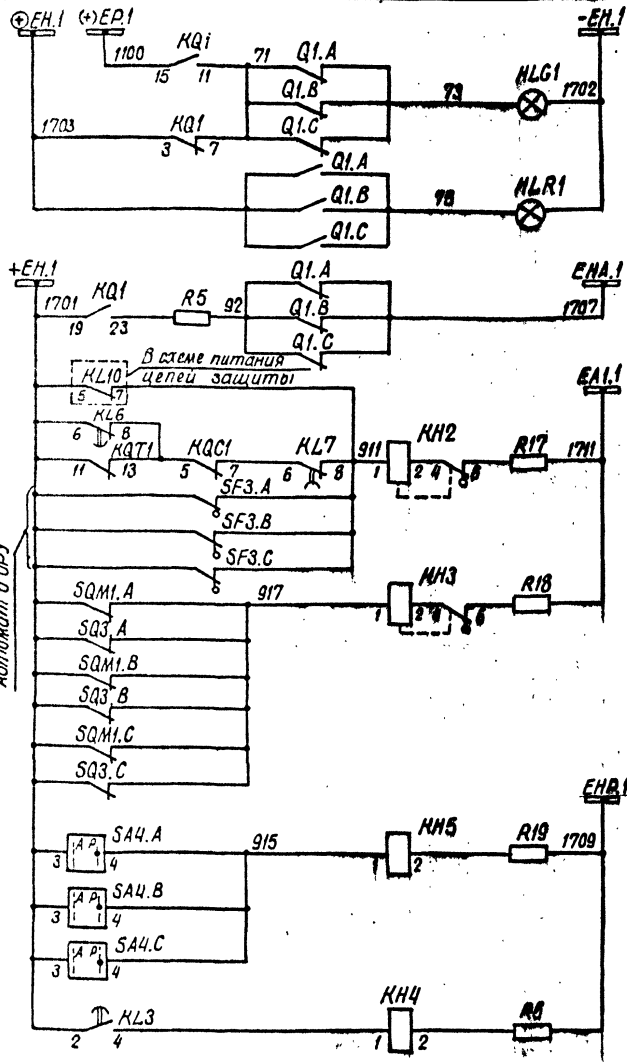 ⊕EH.1 (+)EP.1 -EH.1
1100 KQ1 71 Q1.A HLG1
15 11 Q1.B 73 1702
1703 KQ1 Q1.C
3 7 Q1.A HLR1
Q1.B 75
Q1.C
+EH.1 EHA.1
1701 KQ1 R5 92 Q1.A 1707
19 23 Q1.B
Q1.C
В схеме питания
цепей защиты
KL10 EA1.1
5 7
KL6
6 8 KQT1 KQC1 KL7 911 KH2 R17 1711
11 13 5 7 6 8 1 2 4 6
SF3.A
SF3.B
SF3.C
SQM1.A 917 KH3 R18
1 2 4 6
SQ3.A
SQM1.B
SQ3.B
SQM1.C
SQ3.C
EHP.1
SA4.A 915 KH5 R19 1709
3 A P 4 1 2
SA4.B
3 A P 4
SA4.C
3 A P 4
KL3 KH4 R6
2 4 1 2